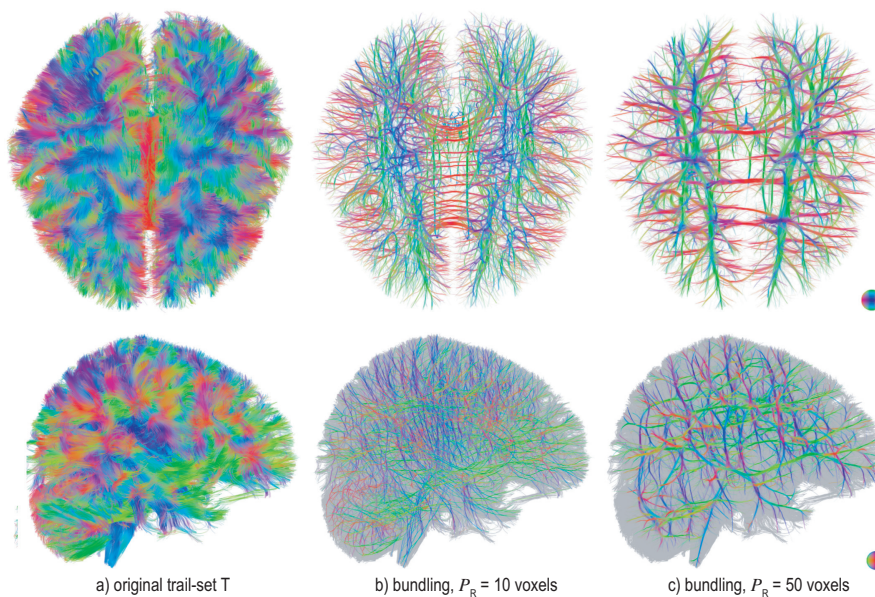 a) original trail-set T
b) bundling, P_R = 10 voxels
c) bundling, P_R = 50 voxels